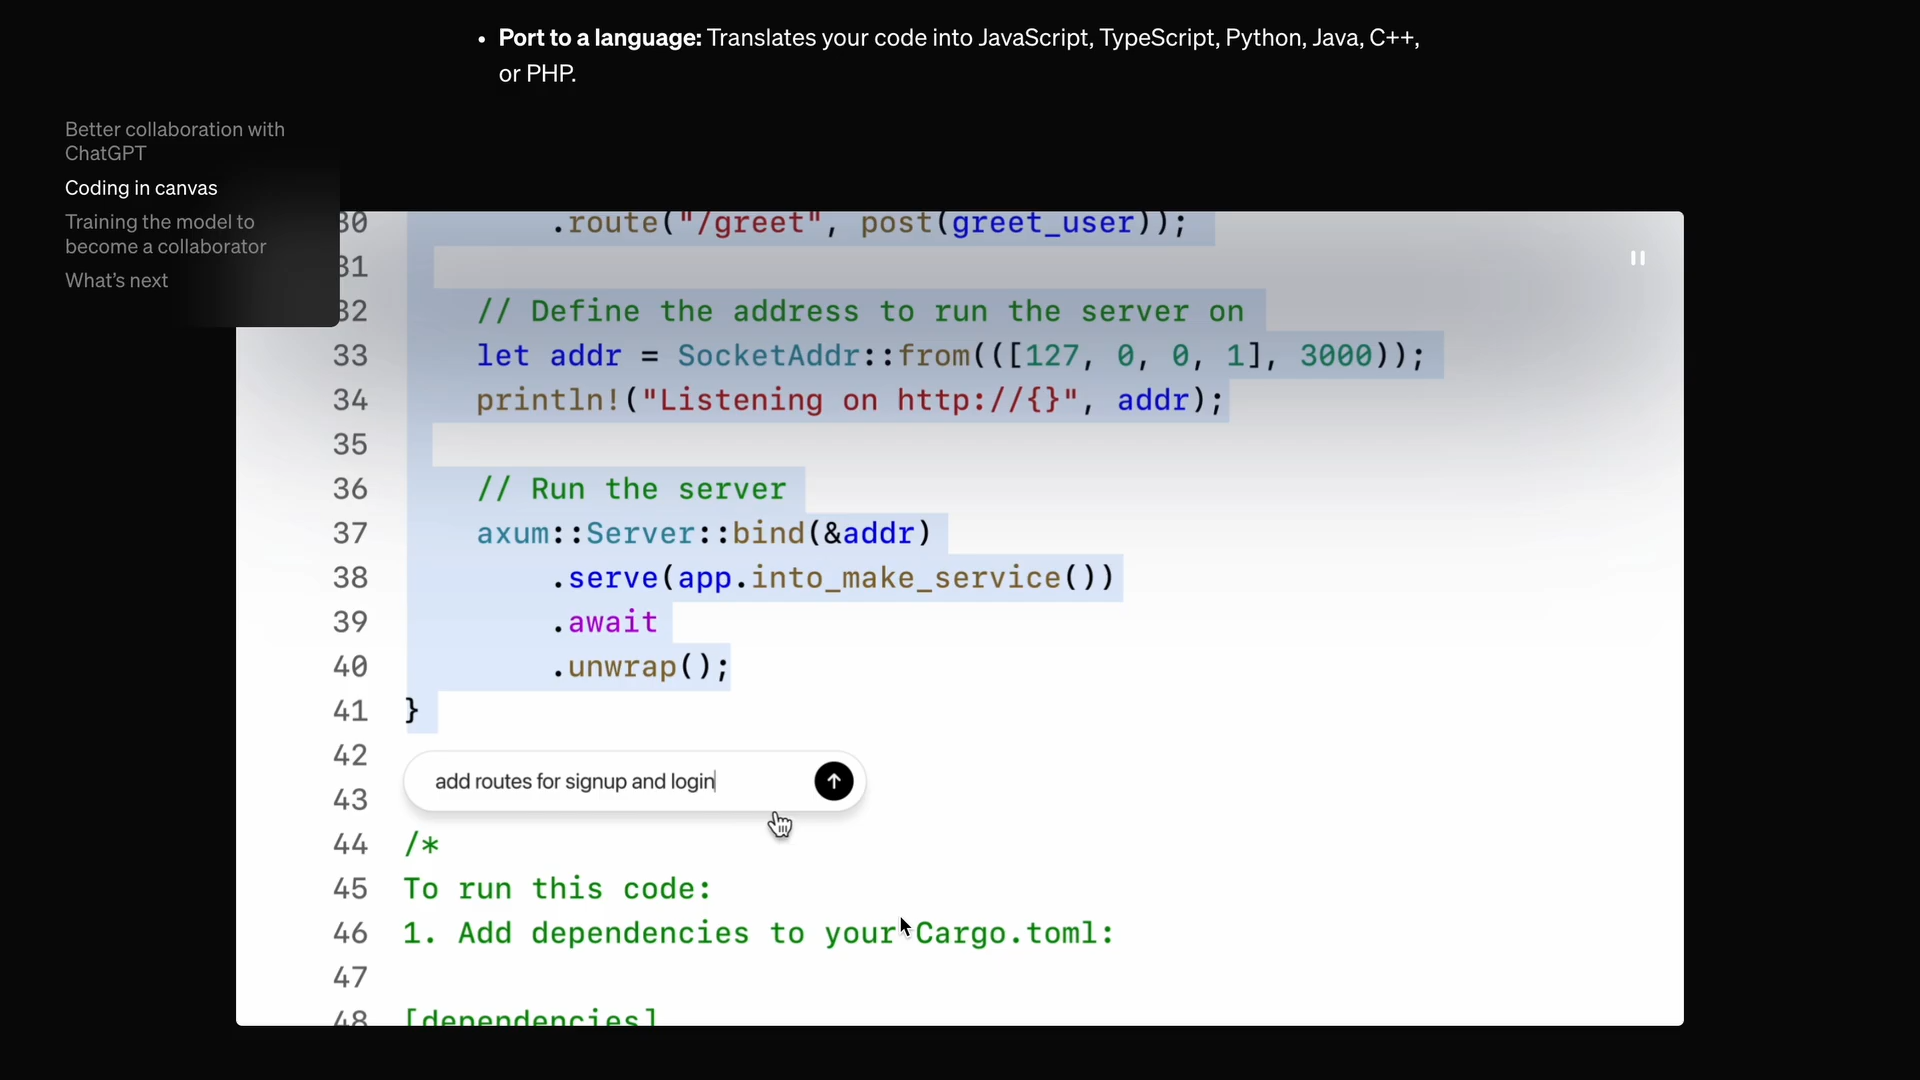 • Port to a language: Translates your code into JavaScript, TypeScript, Python, Java, C++,
or PHP.
Better collaboration with
ChatGPT
Coding in canvas
Training the model to
become a collaborator
What's next
30 .route("/greet", post(greet_user));
31
32 // Define the address to run the server on
33 let addr = SocketAddr::from(([127, 0, 0, 1], 3000));
34 println!("Listening on http://{}", addr);
35
36 // Run the server
37 axum::Server::bind(&addr)
38 .serve(app.into_make_service())
39 .await
40 .unwrap();
41 }
42
add routes for signup and login
43
44 /*
45 To run this code:
46 1. Add dependencies to your Cargo.toml:
47
48 [dependencies]